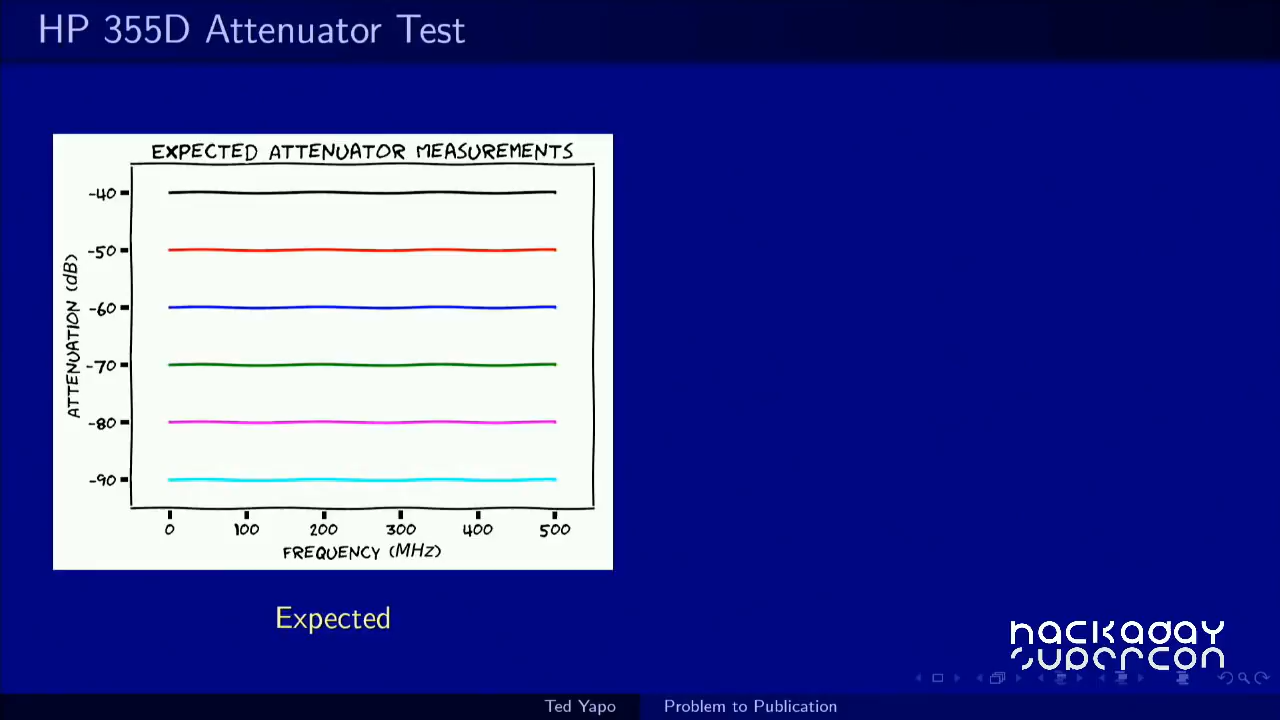 HP 355D Attenuator Test
EXPECTED ATTENUATOR MEASUREMENTS
-40
-50
-60
-70
-80
-90
ATTENUATION (dB)
0 100 200 300 400 500
FREQUENCY (MHz)
Expected
hackaday
supercon
Ted Yapo Problem to Publication